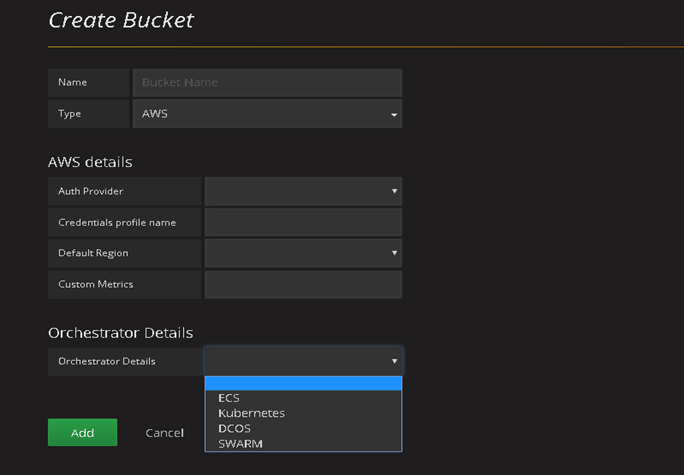 Create Bucket
Name
Bucket Name
Type
AWS
AWS details
Auth Provider
Credentials profile name
Default Region
Custom Metrics
Orchestrator Details
Orchestrator Details
ECS
Kubernetes
DCOS
SWARM
Add Cancel